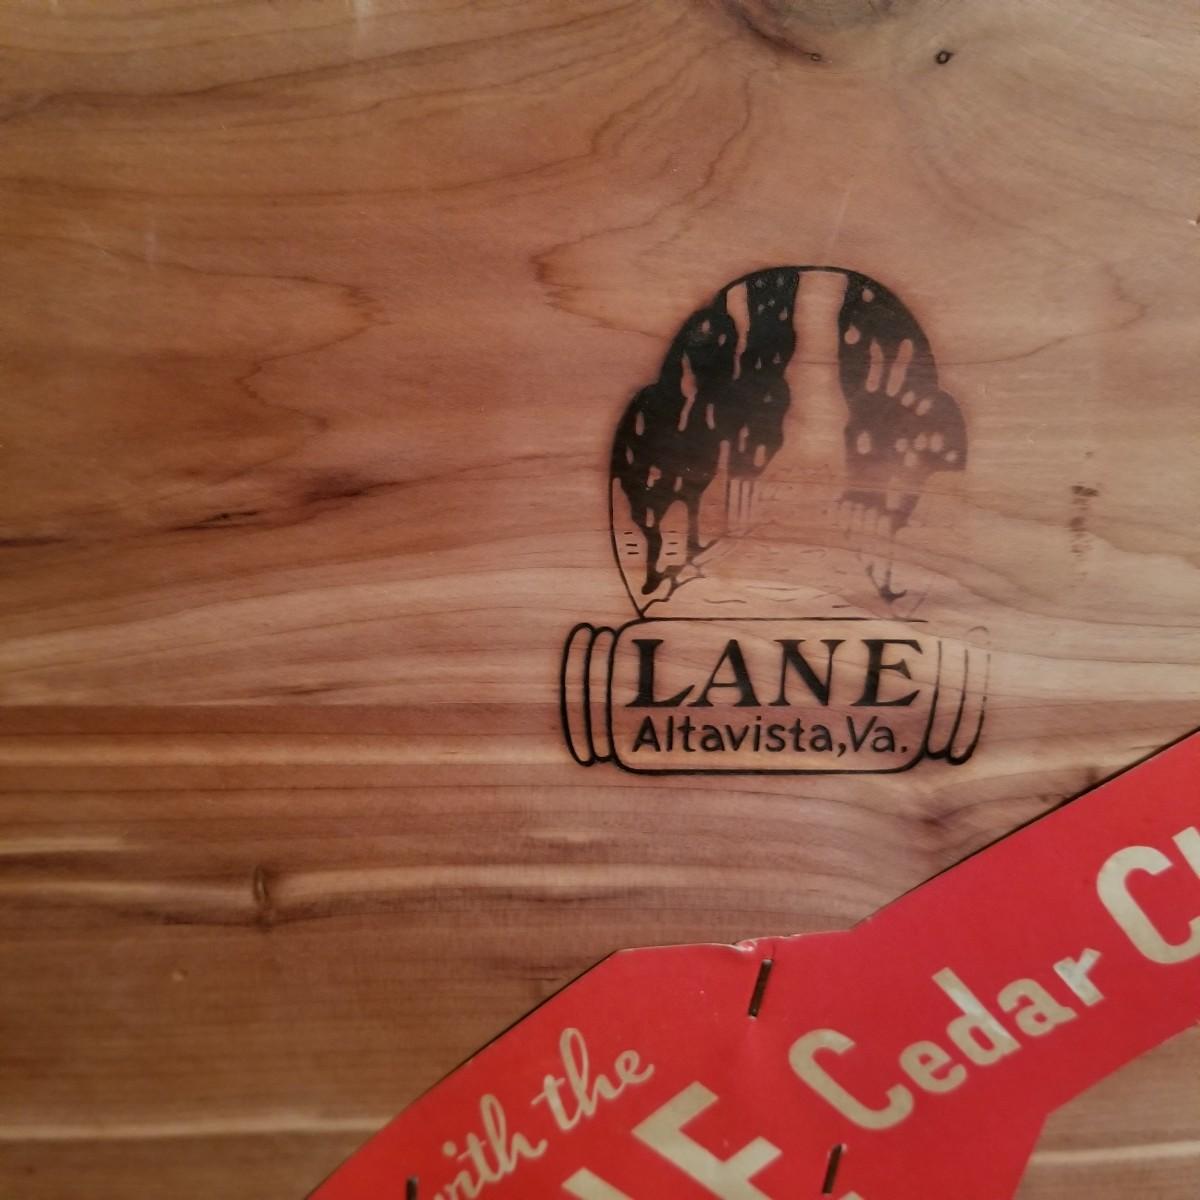 LANE
Altavista,Va.
with the
Cedar